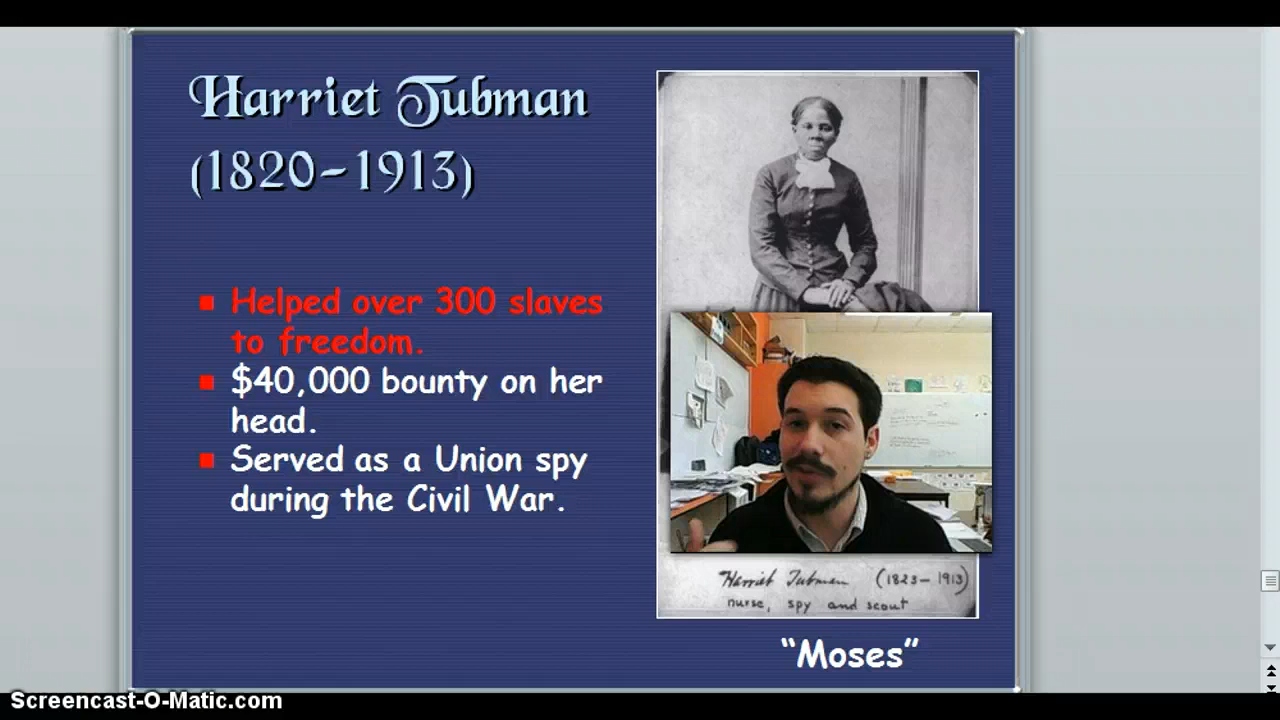 Harriet Tubman
(1820-1913)
Helped over 300 slaves
to freedom.
$40,000 bounty on her
head.
Served as a Union spy
during the Civil War.
Harriet Tubman (1823-1913)
nurse, spy and scout
"Moses"
Screencast-O-Matic.com